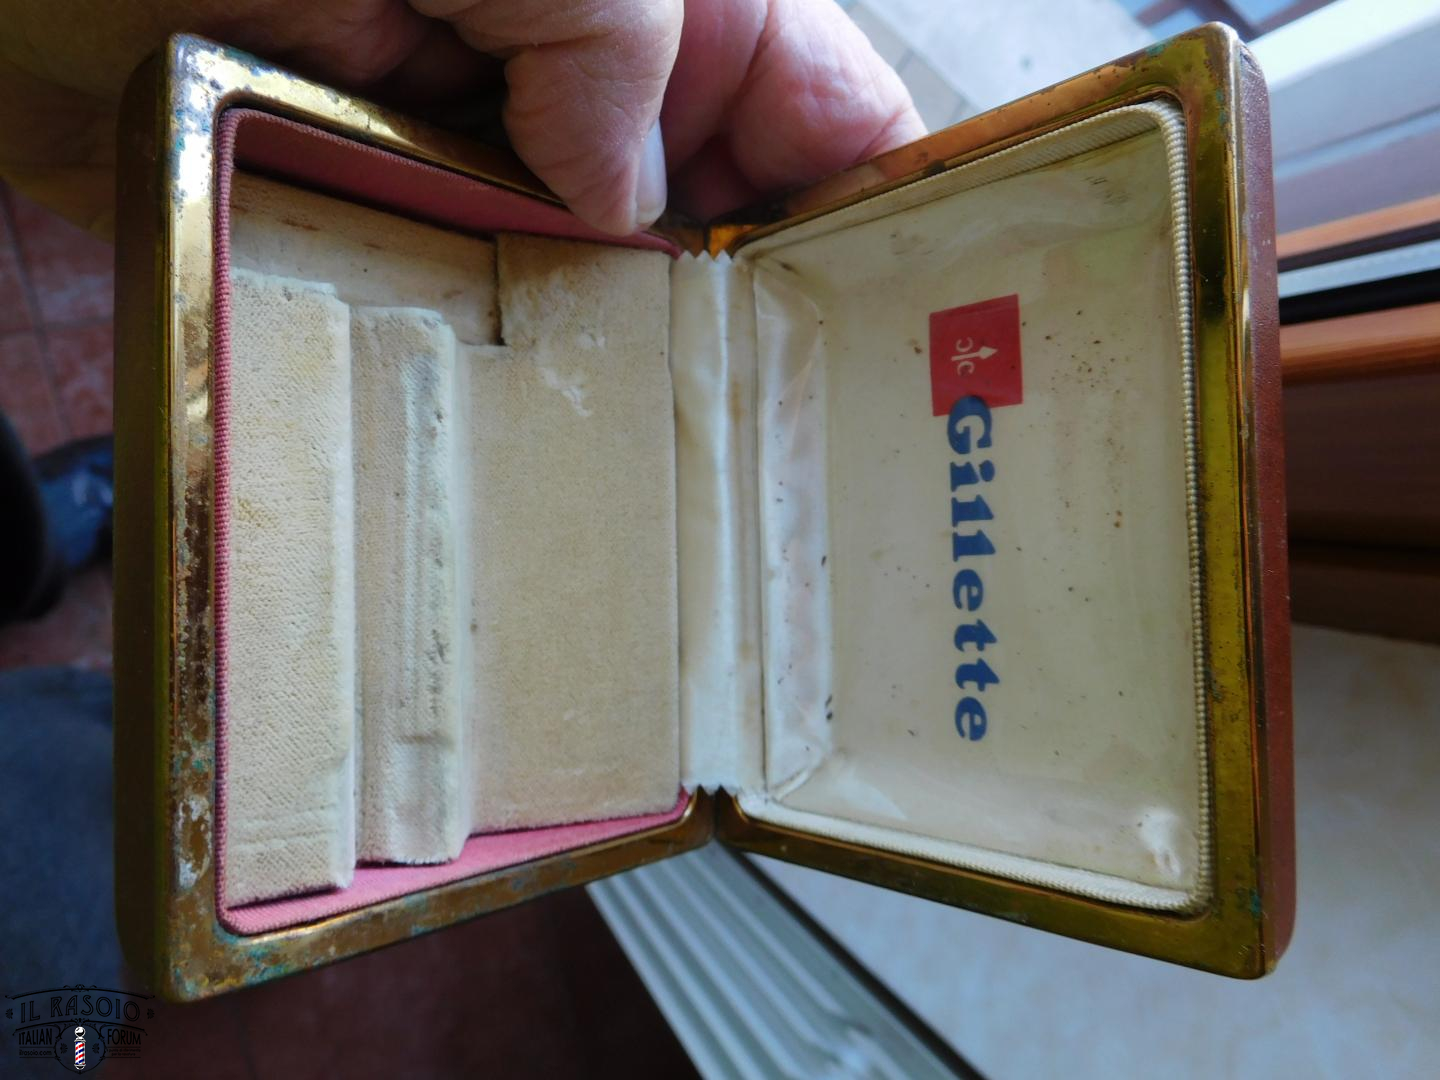 Gillette
IL RASOIO
ITALIAN FORUM